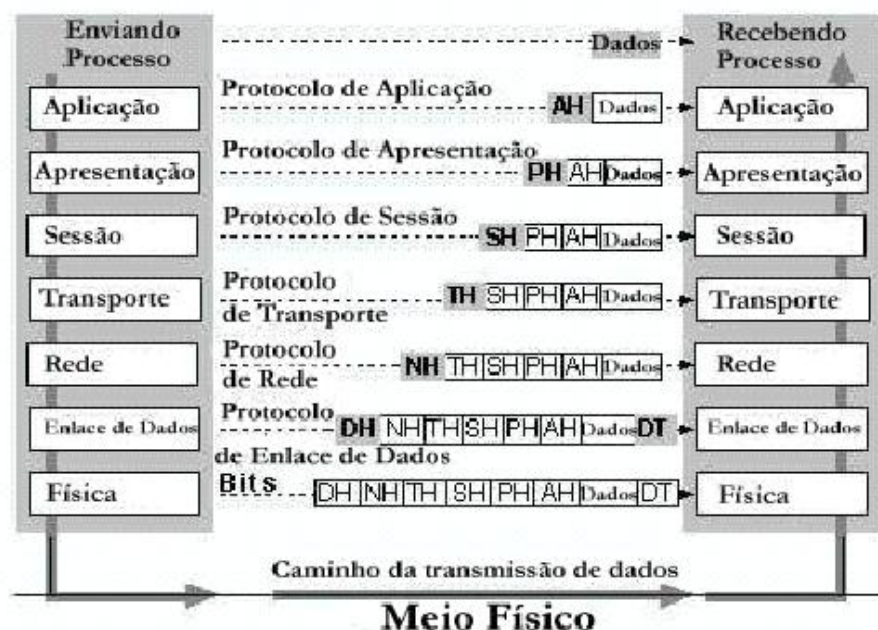 Enviando
Processo
Dados
Recebendo
Processo
Aplicação
Protocolo de Aplicação
AH Dados
Aplicação
Apresentação
Protocolo de Apresentação
PH AH Dados
Apresentação
Sessão
Protocolo de Sessão
SH PH AH Dados
Sessão
Transporte
Protocolo
de Transporte
TH SH PH AH Dados
Transporte
Rede
Protocolo
de Rede
NH TH SH PH AH Dados
Rede
Enlace de Dados
Protocolo
de Enlace de Dados
DH NH TH SH PH AH Dados DT
Enlace de Dados
Física
Bits
DH NH TH SH PH AH Dados DT
Física
Caminho da transmissão de dados
Meio Físico